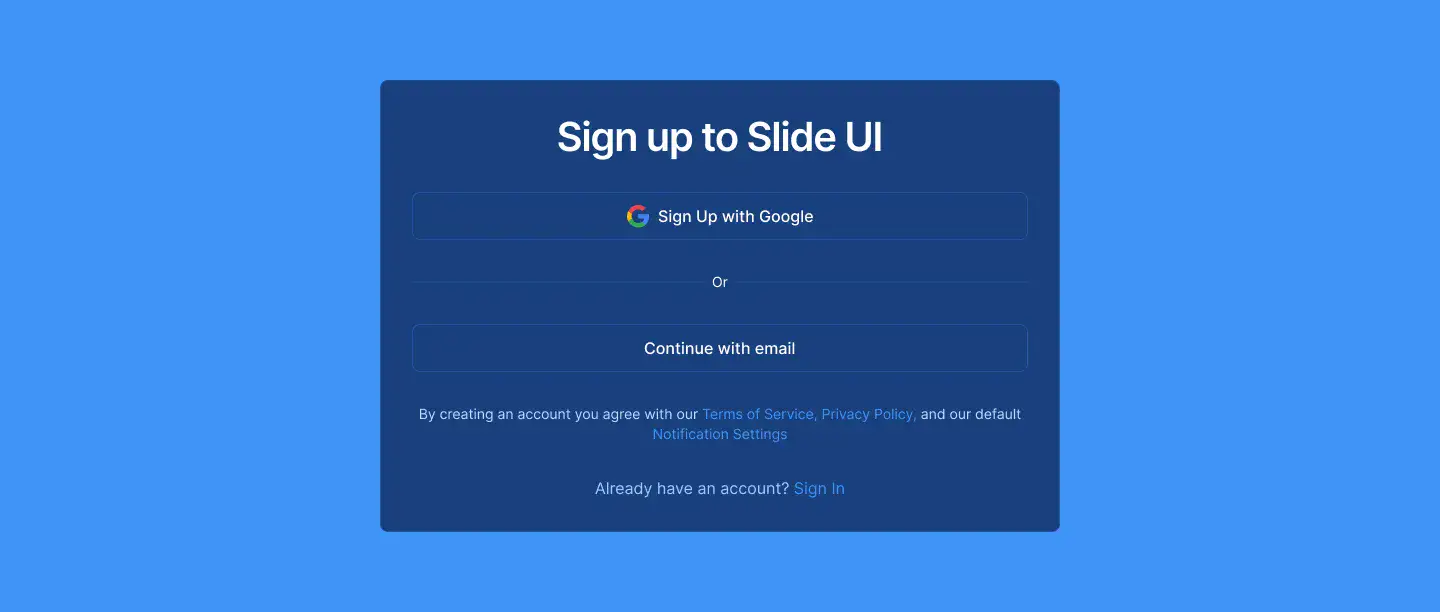 Sign up to Slide UI
Sign Up with Google
Or
Continue with email
By creating an account you agree with our Terms of Service, Privacy Policy, and our default
Notification Settings
Already have an account? Sign In